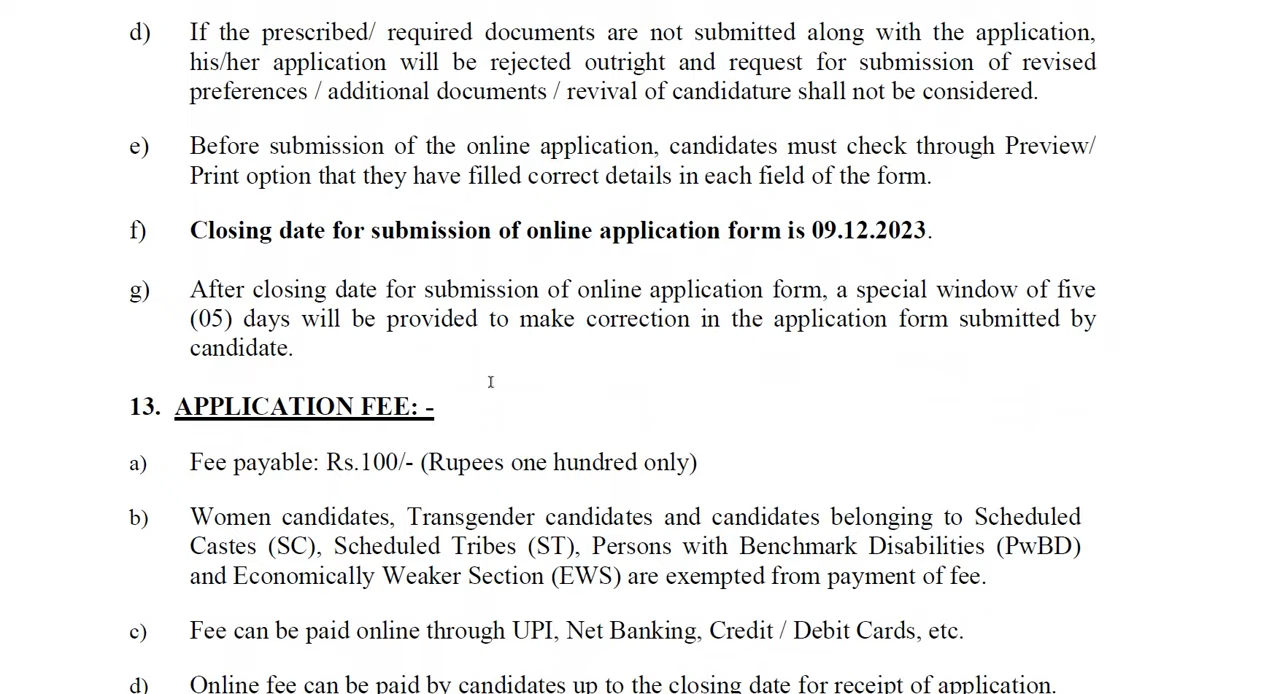 d) If the prescribed/ required documents are not submitted along with the application,
his/her application will be rejected outright and request for submission of revised
preferences / additional documents / revival of candidature shall not be considered.
e) Before submission of the online application, candidates must check through Preview/
Print option that they have filled correct details in each field of the form.
f) Closing date for submission of online application form is 09.12.2023.
g) After closing date for submission of online application form, a special window of five
(05) days will be provided to make correction in the application form submitted by
candidate.
13. APPLICATION FEE: -
a) Fee payable: Rs.100/- (Rupees one hundred only)
b) Women candidates, Transgender candidates and candidates belonging to Scheduled
Castes (SC), Scheduled Tribes (ST), Persons with Benchmark Disabilities (PwBD)
and Economically Weaker Section (EWS) are exempted from payment of fee.
c) Fee can be paid online through UPI, Net Banking, Credit / Debit Cards, etc.
d) Online fee can be paid by candidates up to the closing date for receipt of application.